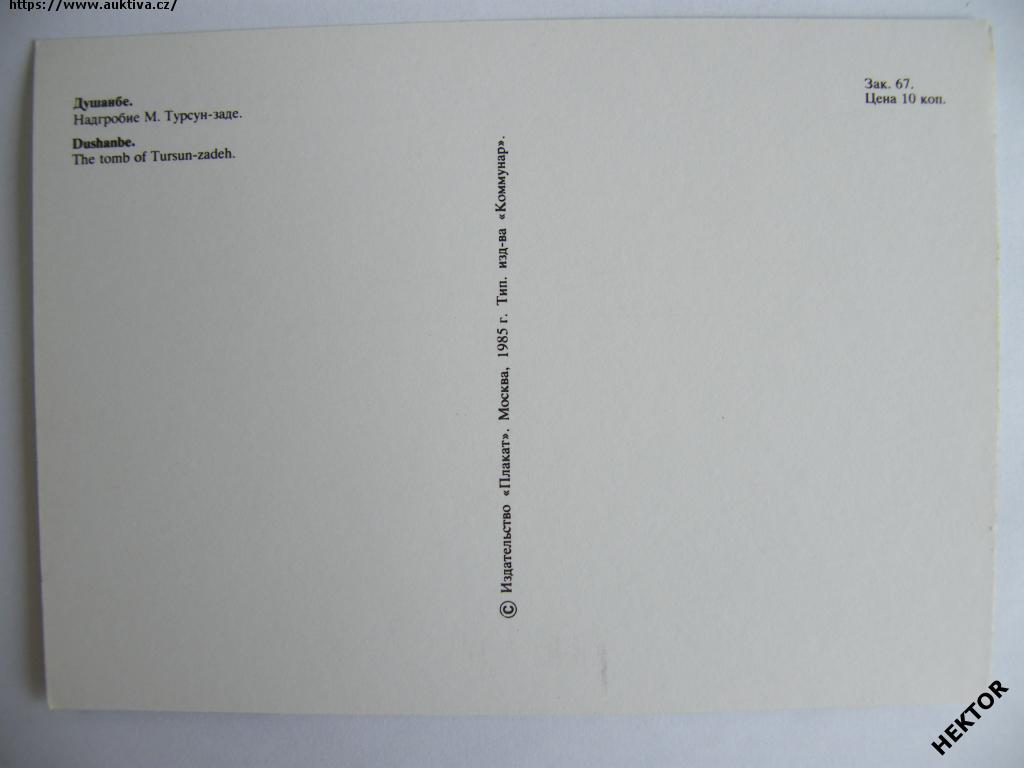 https://www.auktiva.cz/
Душанбе.
Надгробие М. Турсун-заде.
Dushanbe.
The tomb of Tursun-zadeh.
Зак. 67.
Цена 10 коп.
© Издательство «Плакат». Москва, 1985 г. Тип. изд-ва «Коммунар».
HEKTOR